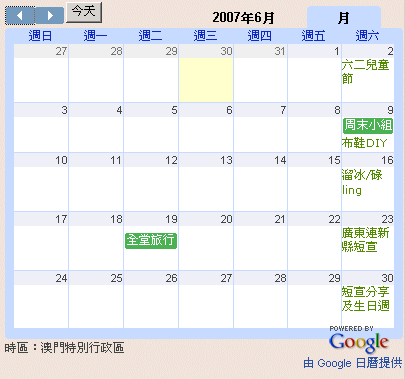 今天
2007年6月
月
週日 週一 週二 週三 週四 週五 週六
27 28 29 30 31 1 2
六二兒童
節
3 4 5 6 7 8 9
周末小組
布鞋DIY
10 11 12 13 14 15 16
溜冰/碌
ling
17 18 19 20 21 22 23
全堂旅行
廣東連新
縣短宣
24 25 26 27 28 29 30
短宣分享
及生日週
POWERED BY
Google
時區：澳門特別行政區
由 Google 日曆提供